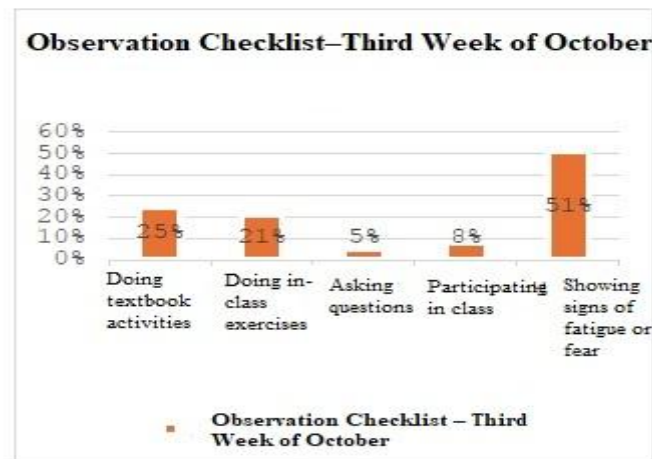 Observation Checklist–Third Week of October
60%
50%
40%
30%
20%
10%
0%
25%
21%
5%
8%
51%
Doing
textbook
activities
Doing in-
class
exercises
Asking
questions
Participating
in class
Showing
signs of
fatigue or
fear
Observation Checklist – Third
Week of October